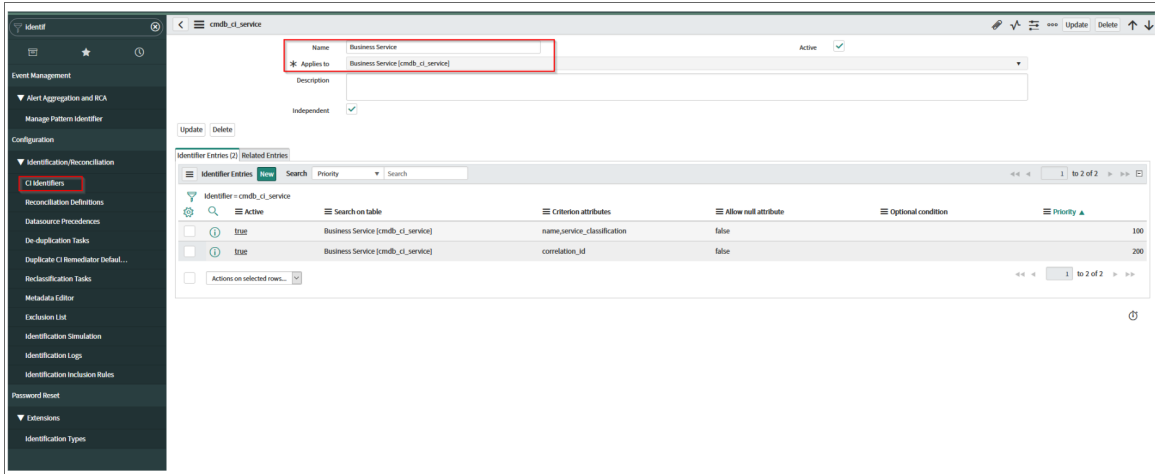 identif
cmdb_ci_service
Update Delete
Name Business Service
Active
Applies to Business Service [cmdb_ci_service]
Description
Independent
Update Delete
Event Management
Alert Aggregation and RCA
Manage Pattern Identifier
Configuration
Identification/Reconciliation
CI Identifiers
Reconciliation Definitions
Datasource Precedences
De-duplication Tasks
Duplicate CI Remediator Defaul...
Reclassification Tasks
Metadata Editor
Exclusion List
Identification Simulation
Identification Logs
Identification Inclusion Rules
Password Reset
Extensions
Identification Types
Identifier Entries (2) Related Entries
Identifier Entries New Search Priority Search 1 to 2 of 2
Identifier = cmdb_ci_service
Active Search on table Criterion attributes Allow null attribute Optional condition Priority
true Business Service [cmdb_ci_service] name,service_classification false 100
true Business Service [cmdb_ci_service] correlation_id false 200
Actions on selected rows... 1 to 2 of 2